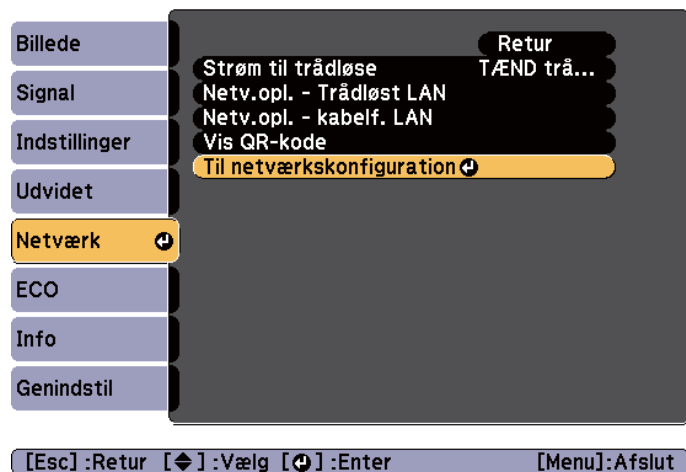 Billede
Signal
Indstillinger
Udvidet
Netværk
ECO
Info
Genindstil
Retur
Strøm til trådløse TÆND trå...
Netv.opl. - Trådløst LAN
Netv.opl. - kabelf. LAN
Vis QR-kode
Til netværkskonfiguration
[Esc] :Retur [◆] :Vælg [⏎] :Enter [Menu]:Afslut